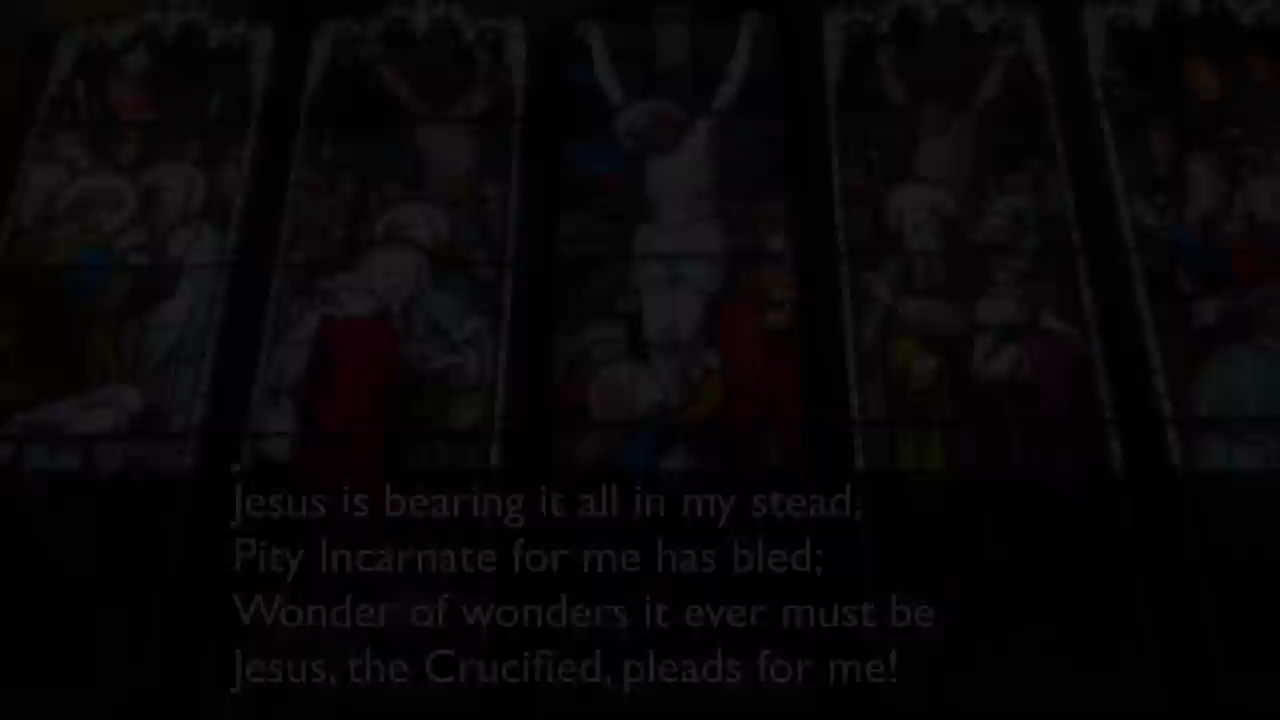 Jesus is bearing it all in my stead,
Pity Incarnate for me has bled;
Wonder of wonders it ever must be
Jesus, the Crucified, pleads for me!